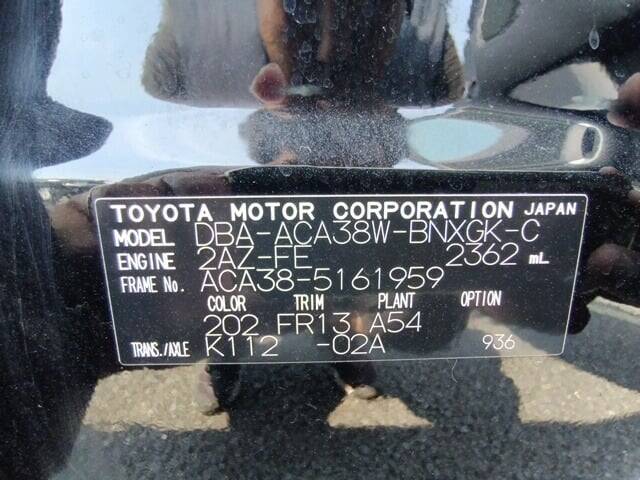 TOYOTA MOTOR CORPORATION JAPAN
MODEL DBA-ACA38W-BNXGK-C
ENGINE 2AZ-FE 2362 mL
FRAME No. ACA38-5161959
COLOR TRIM PLANT OPTION
202 FR13 A54
TRANS./AXLE K112 -02A 936